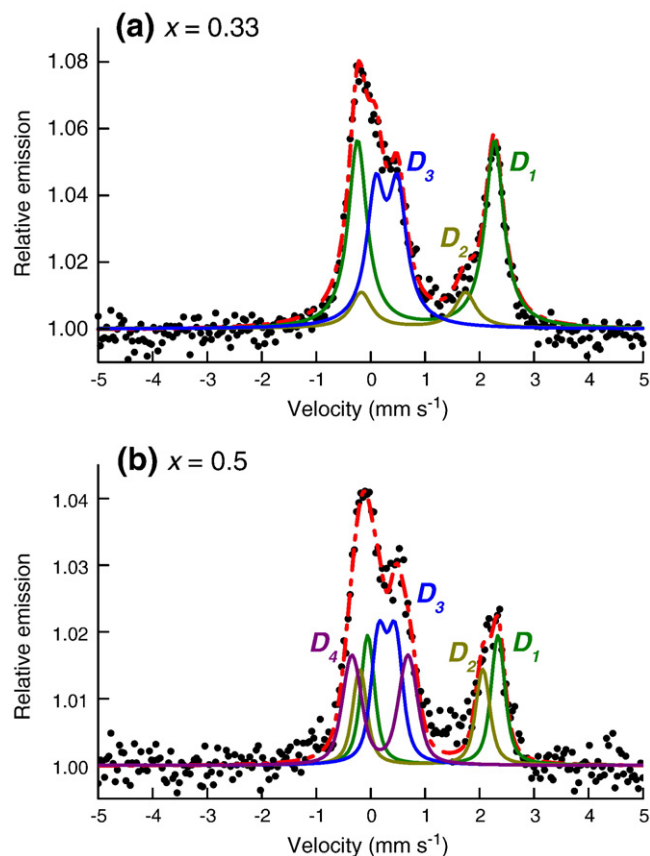 (a) x = 0.33
1.08
1.06
1.04
1.02
1.00
Relative emission
D1
D2
D3
-5 -4 -3 -2 -1 0 1 2 3 4 5
Velocity (mm s-1)
(b) x = 0.5
1.04
1.03
1.02
1.01
1.00
Relative emission
D3
D4
D2
D1
-5 -4 -3 -2 -1 0 1 2 3 4 5
Velocity (mm s-1)